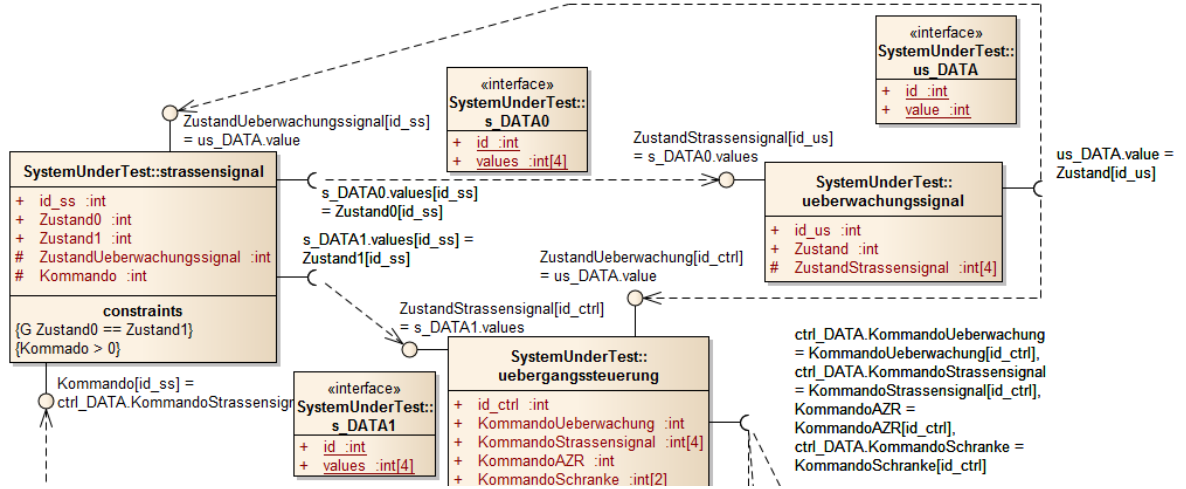 «interface»
SystemUnderTest::
us_DATA
+ id :int
+ value :int
«interface»
SystemUnderTest::
s_DATA0
+ id :int
+ values :int[4]
ZustandUeberwachungssignal[id_ss]
= us_DATA.value
ZustandStrassensignal[id_us]
= s_DATA0.values
us_DATA.value =
Zustand[id_us]
SystemUnderTest::strassensignal
+ id_ss :int
+ Zustand0 :int
+ Zustand1 :int
# ZustandUeberwachungssignal :int
# Kommando :int
constraints
{G Zustand0 == Zustand1}
{Kommado > 0}
s_DATA0.values[id_ss]
= Zustand0[id_ss]
s_DATA1.values[id_ss] =
Zustand1[id_ss]
SystemUnderTest::
ueberwachungssignal
+ id_us :int
+ Zustand :int
# ZustandStrassensignal :int[4]
ZustandUeberwachung[id_ctrl]
= us_DATA.value
ZustandStrassensignal[id_ctrl]
= s_DATA1.values
Kommando[id_ss] =
ctrl_DATA.KommandoStrassensigr
«interface»
SystemUnderTest::
s_DATA1
+ id :int
+ values :int[4]
SystemUnderTest::
uebergangssteuerung
+ id_ctrl :int
+ KommandoUeberwachung :int
+ KommandoStrassensignal :int[4]
+ KommandoAZR :int
+ KommandoSchranke :int[2]
ctrl_DATA.KommandoUeberwachung
= KommandoUeberwachung[id_ctrl],
ctrl_DATA.KommandoStrassensignal
= KommandoStrassensignal[id_ctrl],
KommandoAZR =
KommandoAZR[id_ctrl],
ctrl_DATA.KommandoSchranke =
KommandoSchranke[id_ctrl]